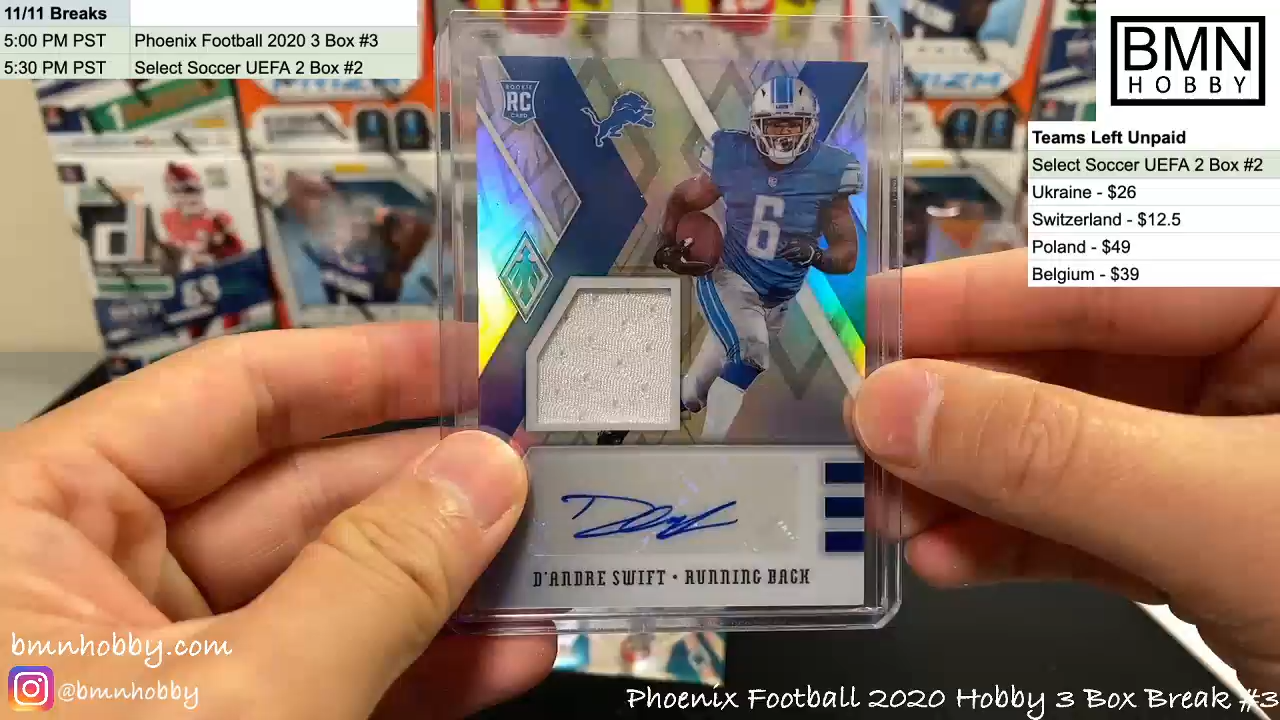 11/11 Breaks
5:00 PM PST Phoenix Football 2020 3 Box #3
5:30 PM PST Select Soccer UEFA 2 Box #2
BMN
HOBBY
Teams Left Unpaid
Select Soccer UEFA 2 Box #2
Ukraine - $26
Switzerland - $12.5
Poland - $49
Belgium - $39
ROOKIE
RC
CARD
6
D'ANDRE SWIFT • RUNNING BACK
bmnhobby.com
@bmnhobby
Phoenix Football 2020 Hobby 3 Box Break #3